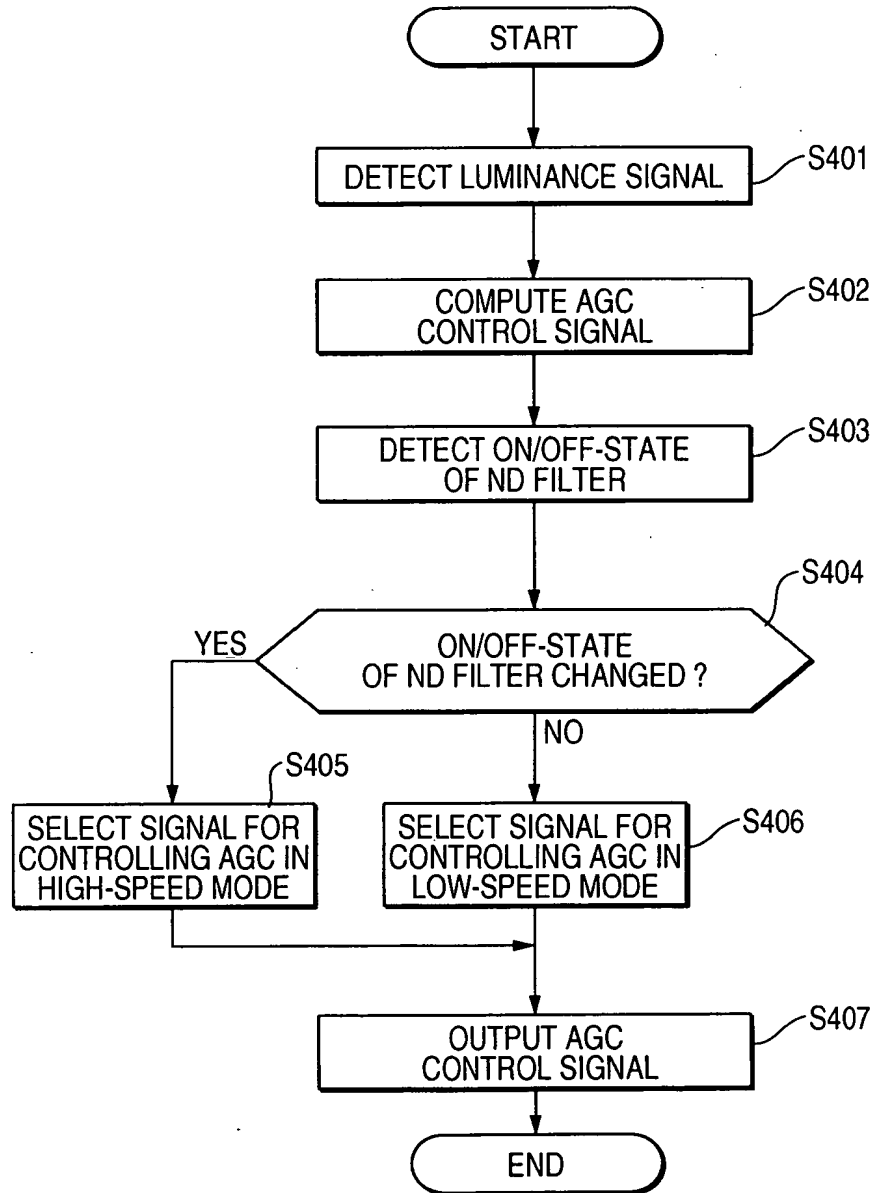 START
S401
DETECT LUMINANCE SIGNAL
S402
COMPUTE AGC
CONTROL SIGNAL
S403
DETECT ON/OFF-STATE
OF ND FILTER
S404
YES
ON/OFF-STATE
OF ND FILTER CHANGED ?
NO
S405
SELECT SIGNAL FOR
CONTROLLING AGC IN
HIGH-SPEED MODE
S406
SELECT SIGNAL FOR
CONTROLLING AGC IN
LOW-SPEED MODE
S407
OUTPUT AGC
CONTROL SIGNAL
END